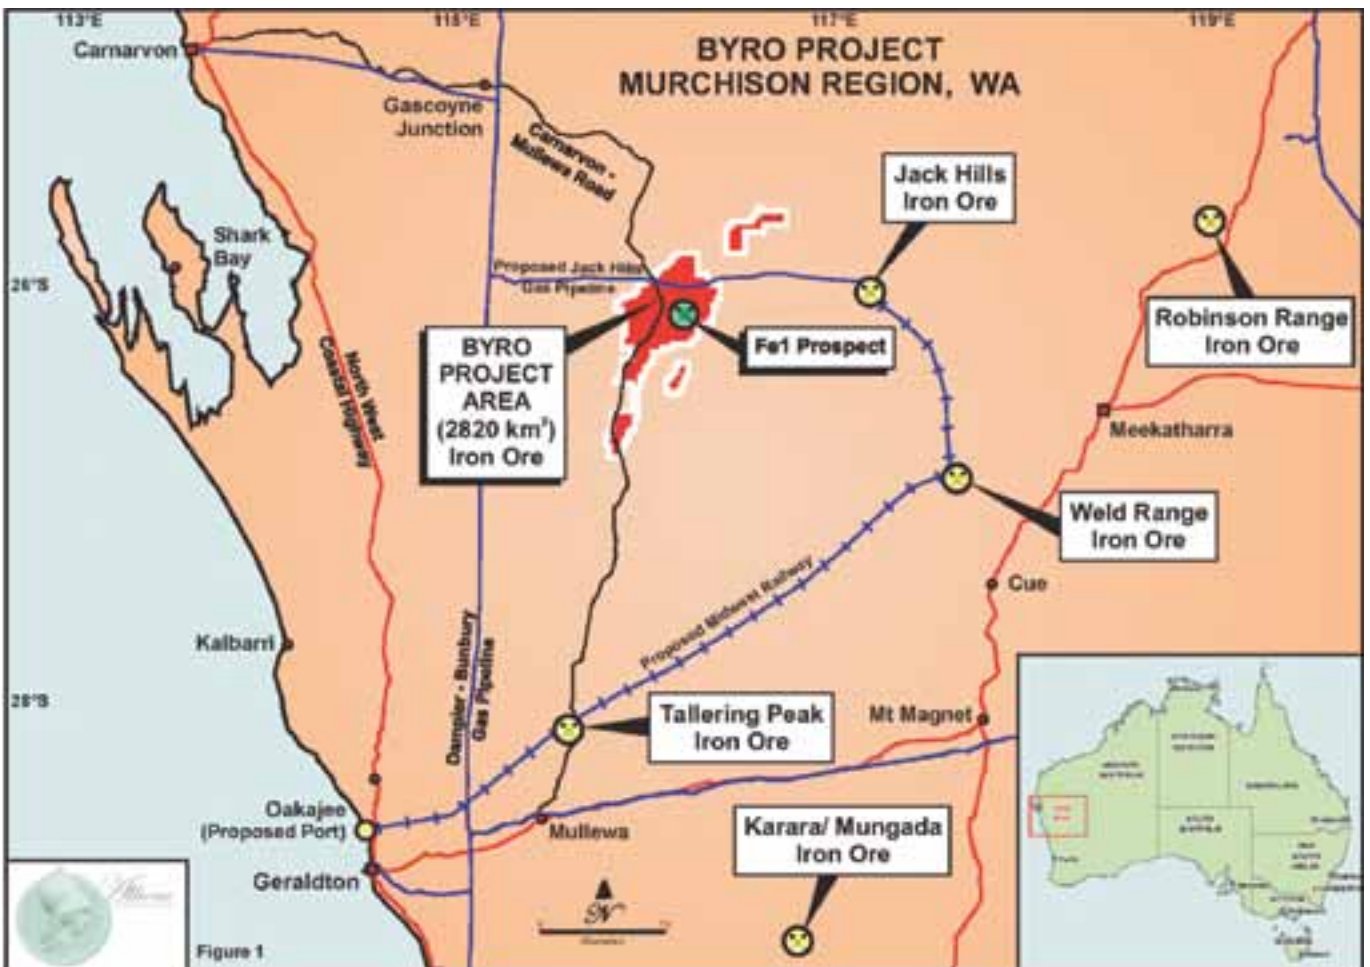 113°E
115°E
117°E
119°E
BYRO PROJECT
MURCHISON REGION, WA
Carnarvon
Gascoyne
Junction
Carnarvon -
Mullewa Road
Jack Hills
Iron Ore
Shark
Bay
26°S
Proposed Jack Hills
Gas Pipeline
Robinson Range
Iron Ore
BYRO
PROJECT
AREA
(2820 km²)
Iron Ore
Fe1 Prospect
North West
Coastal Highway
Meekatharra
Weld Range
Iron Ore
Cue
Proposed Midwest Railway
Kalbarri
Dampier - Bunbury
Gas Pipeline
28°S
Tallering Peak
Iron Ore
Mt Magnet
Oakajee
(Proposed Port)
Mullewa
Karara/ Mungada
Iron Ore
Geraldton
N
Figure 1